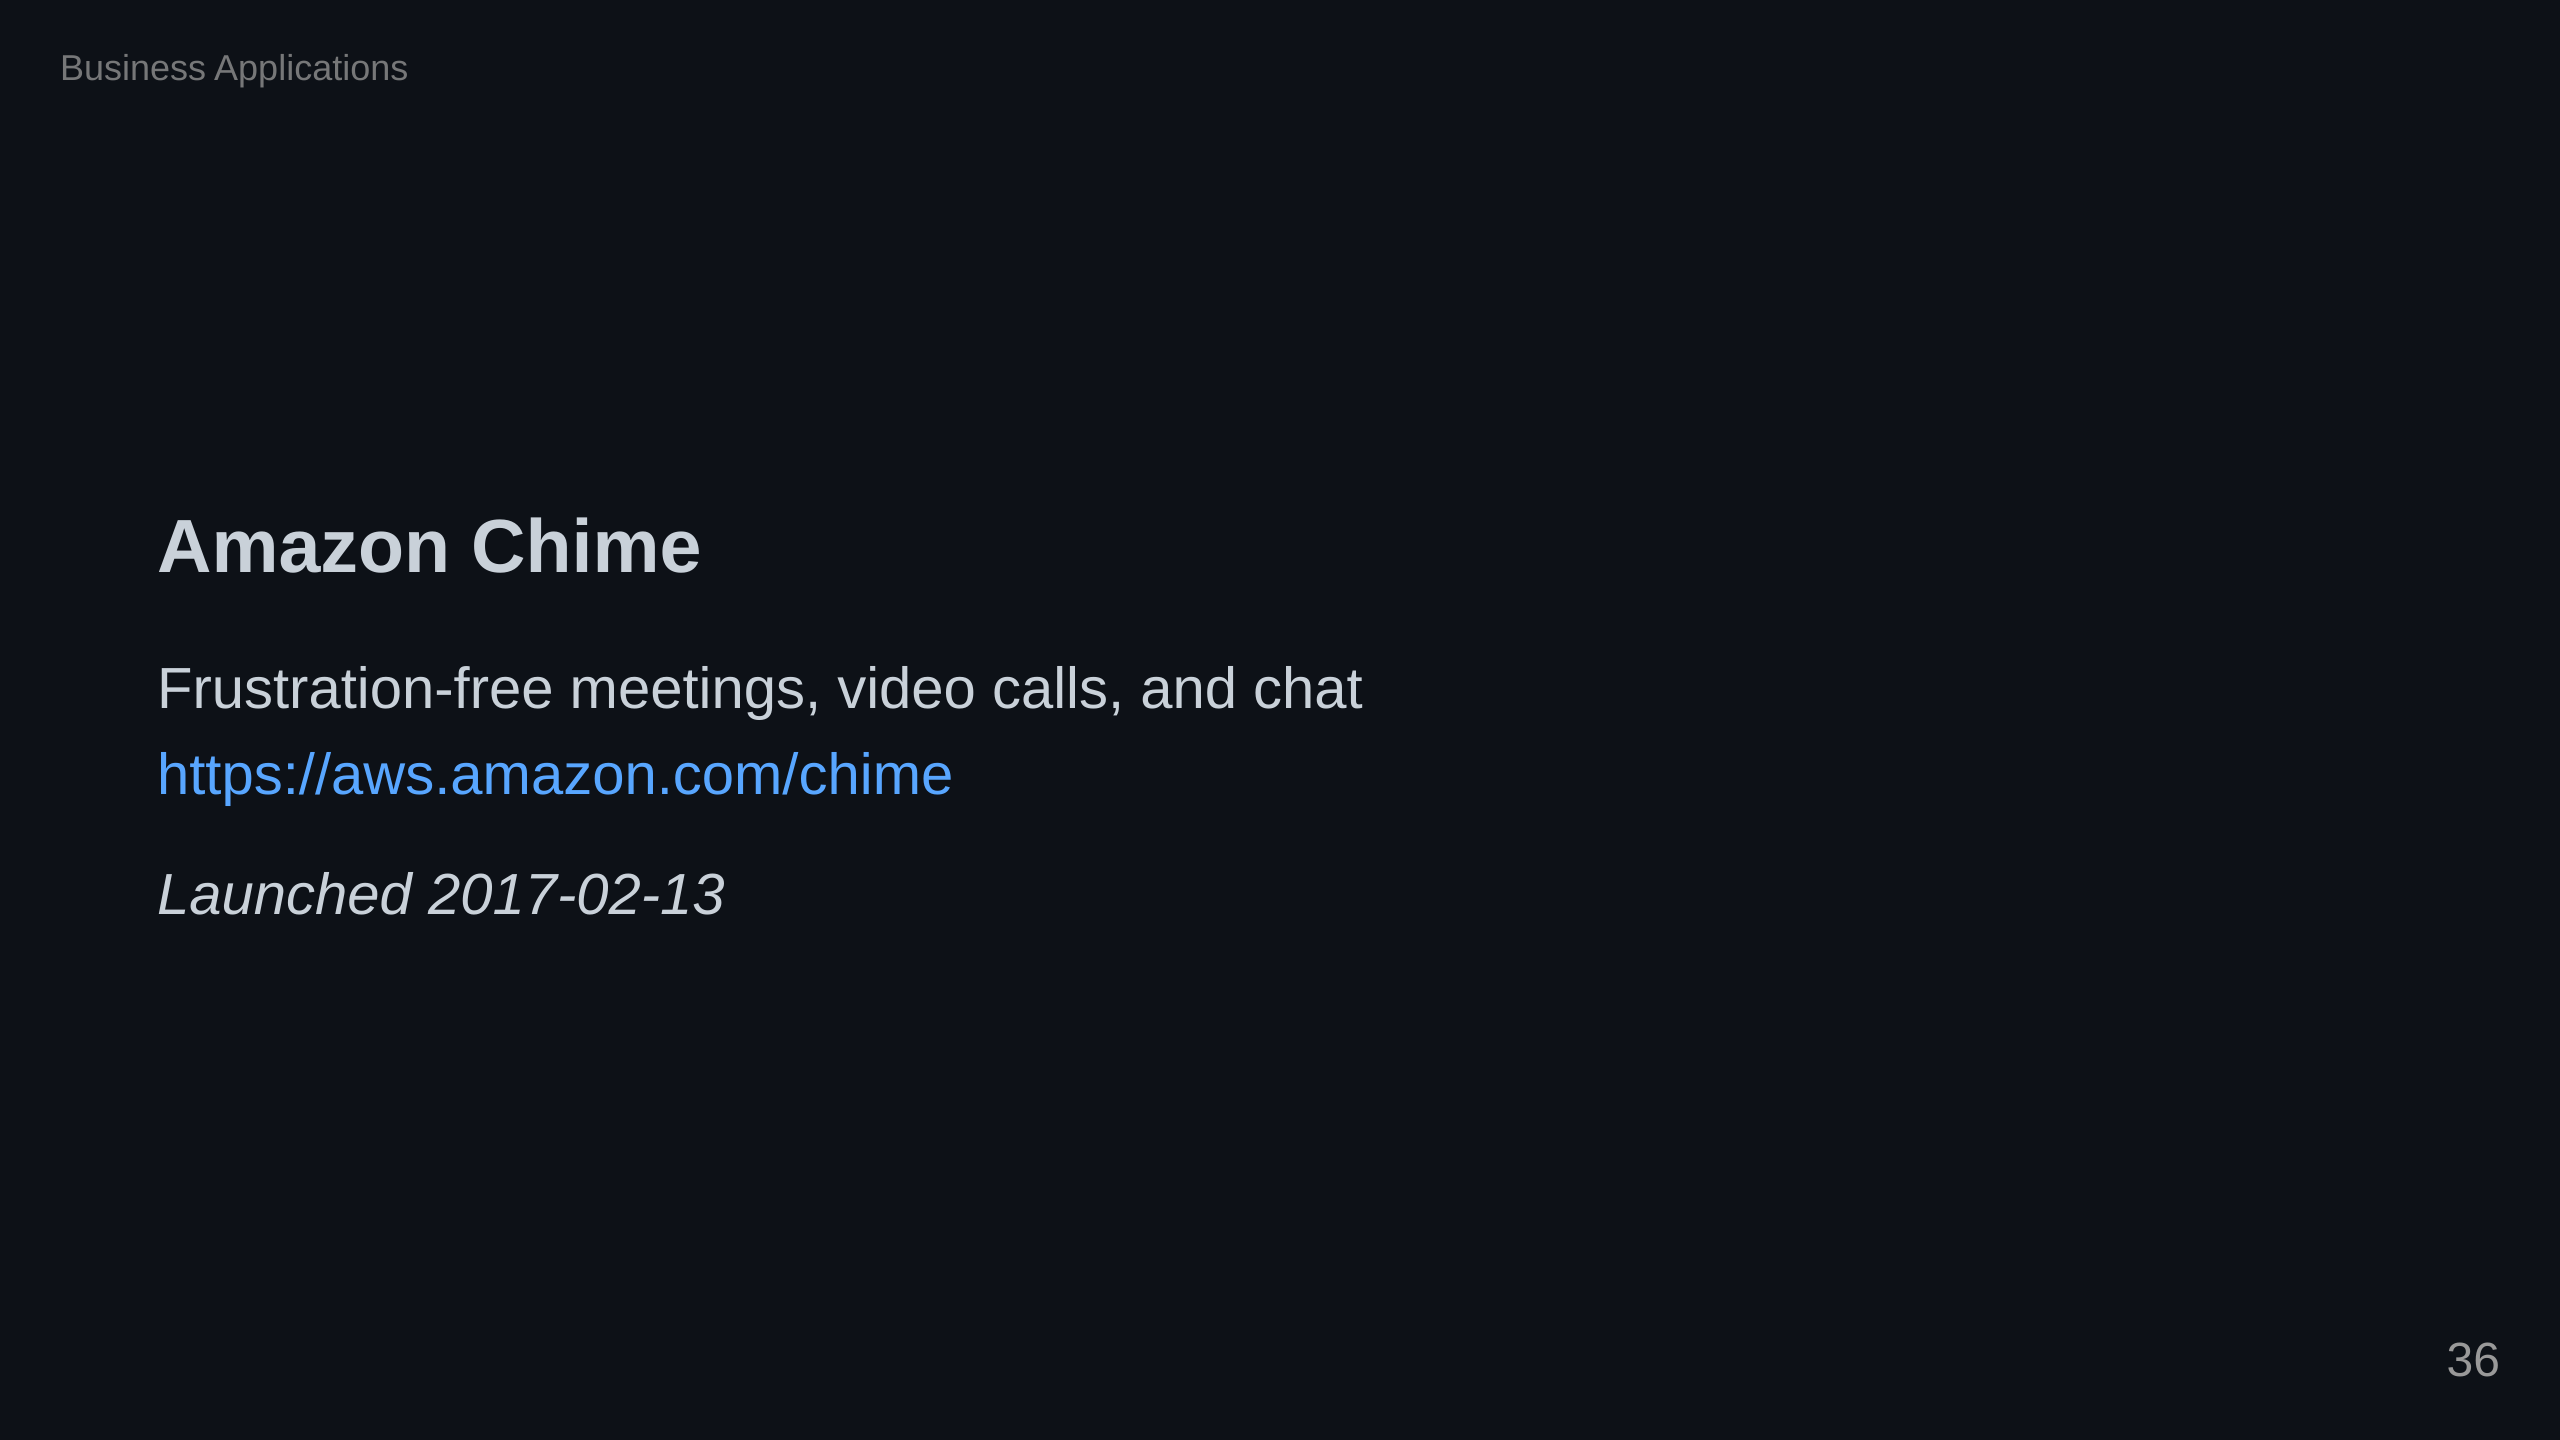 Business Applications
Amazon Chime
Frustration-free meetings, video calls, and chat
https://aws.amazon.com/chime
Launched 2017-02-13
36